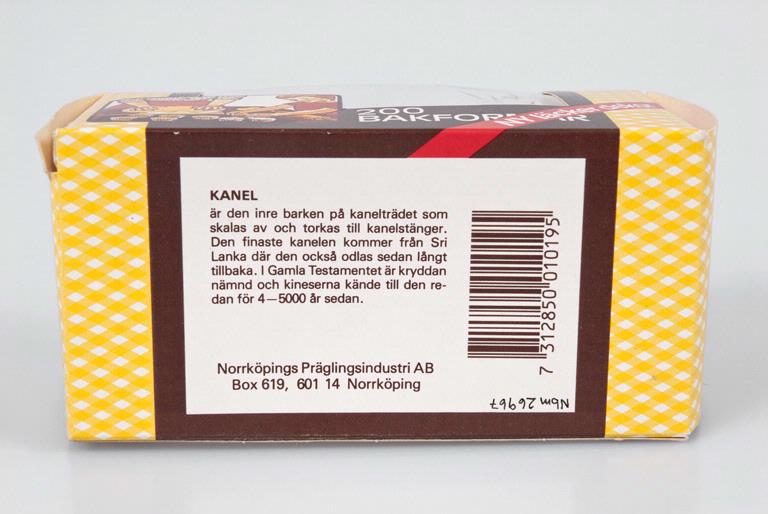 200
BAKFORMAR
NY
KANEL
är den inre barken på kanelträdet som
skalas av och torkas till kanelstänger.
Den finaste kanelen kommer från Sri
Lanka där den också odlas sedan långt
tillbaka. I Gamla Testamentet är kryddan
nämnd och kineserna kände till den re-
dan för 4—5000 år sedan.
Norrköpings Präglingsindustri AB
Box 619, 601 14 Norrköping
7 312850 010195
Nbm 26967